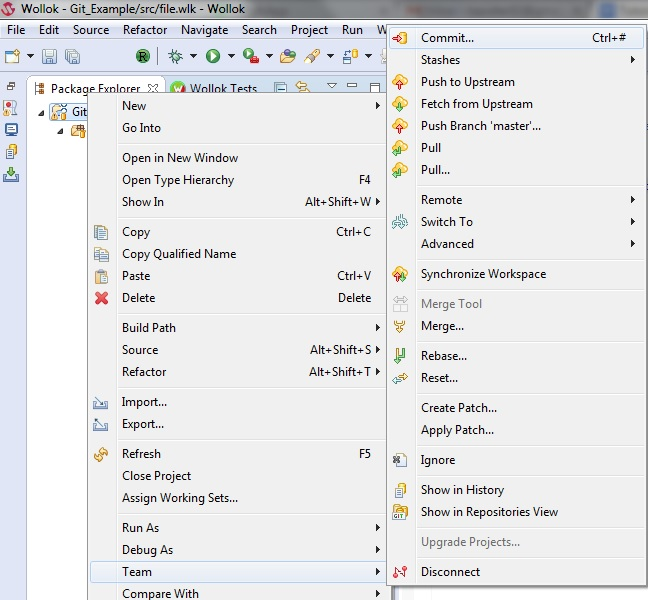 Wollok - Git_Example/src/file.wlk - Wollok
File Edit Source Refactor Navigate Search Project Run W
Package Explorer Wollok Tests
Git
New
Go Into
Open in New Window
Open Type Hierarchy F4
Show In Alt+Shift+W
Copy Ctrl+C
Copy Qualified Name
Paste Ctrl+V
Delete Delete
Build Path
Source Alt+Shift+S
Refactor Alt+Shift+T
Import...
Export...
Refresh F5
Close Project
Assign Working Sets...
Run As
Debug As
Team
Compare With
Commit... Ctrl+#
Stashes
Push to Upstream
Fetch from Upstream
Push Branch 'master'...
Pull
Pull...
Remote
Switch To
Advanced
Synchronize Workspace
Merge Tool
Merge...
Rebase...
Reset...
Create Patch...
Apply Patch...
Ignore
Show in History
GIT Show in Repositories View
Upgrade Projects...
Disconnect